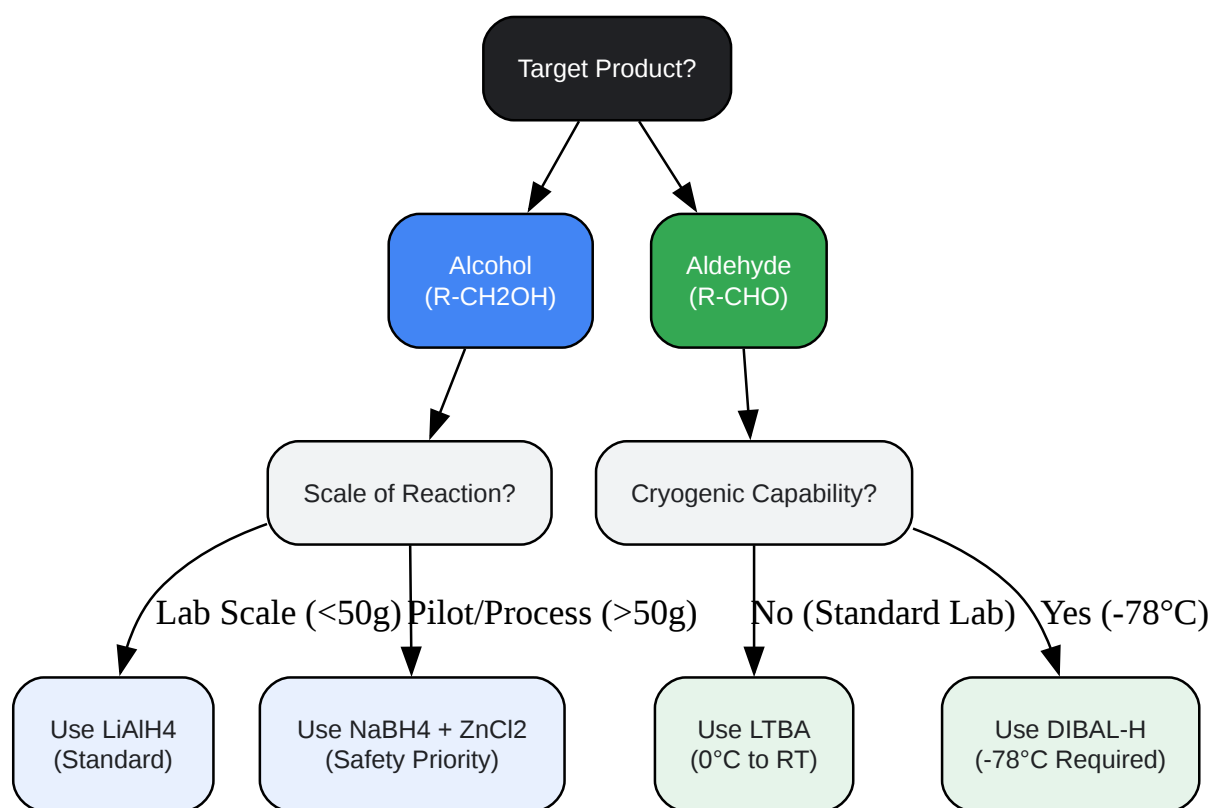 Target Product?
Alcohol
(R-CH2OH)
Aldehyde
(R-CHO)
Scale of Reaction?
Cryogenic Capability?
Lab Scale (<50g)
Pilot/Process (>50g)
No (Standard Lab)
Yes (-78°C)
Use LiAlH4
(Standard)
Use NaBH4 + ZnCl2
(Safety Priority)
Use LTBA
(0°C to RT)
Use DIBAL-H
(-78°C Required)